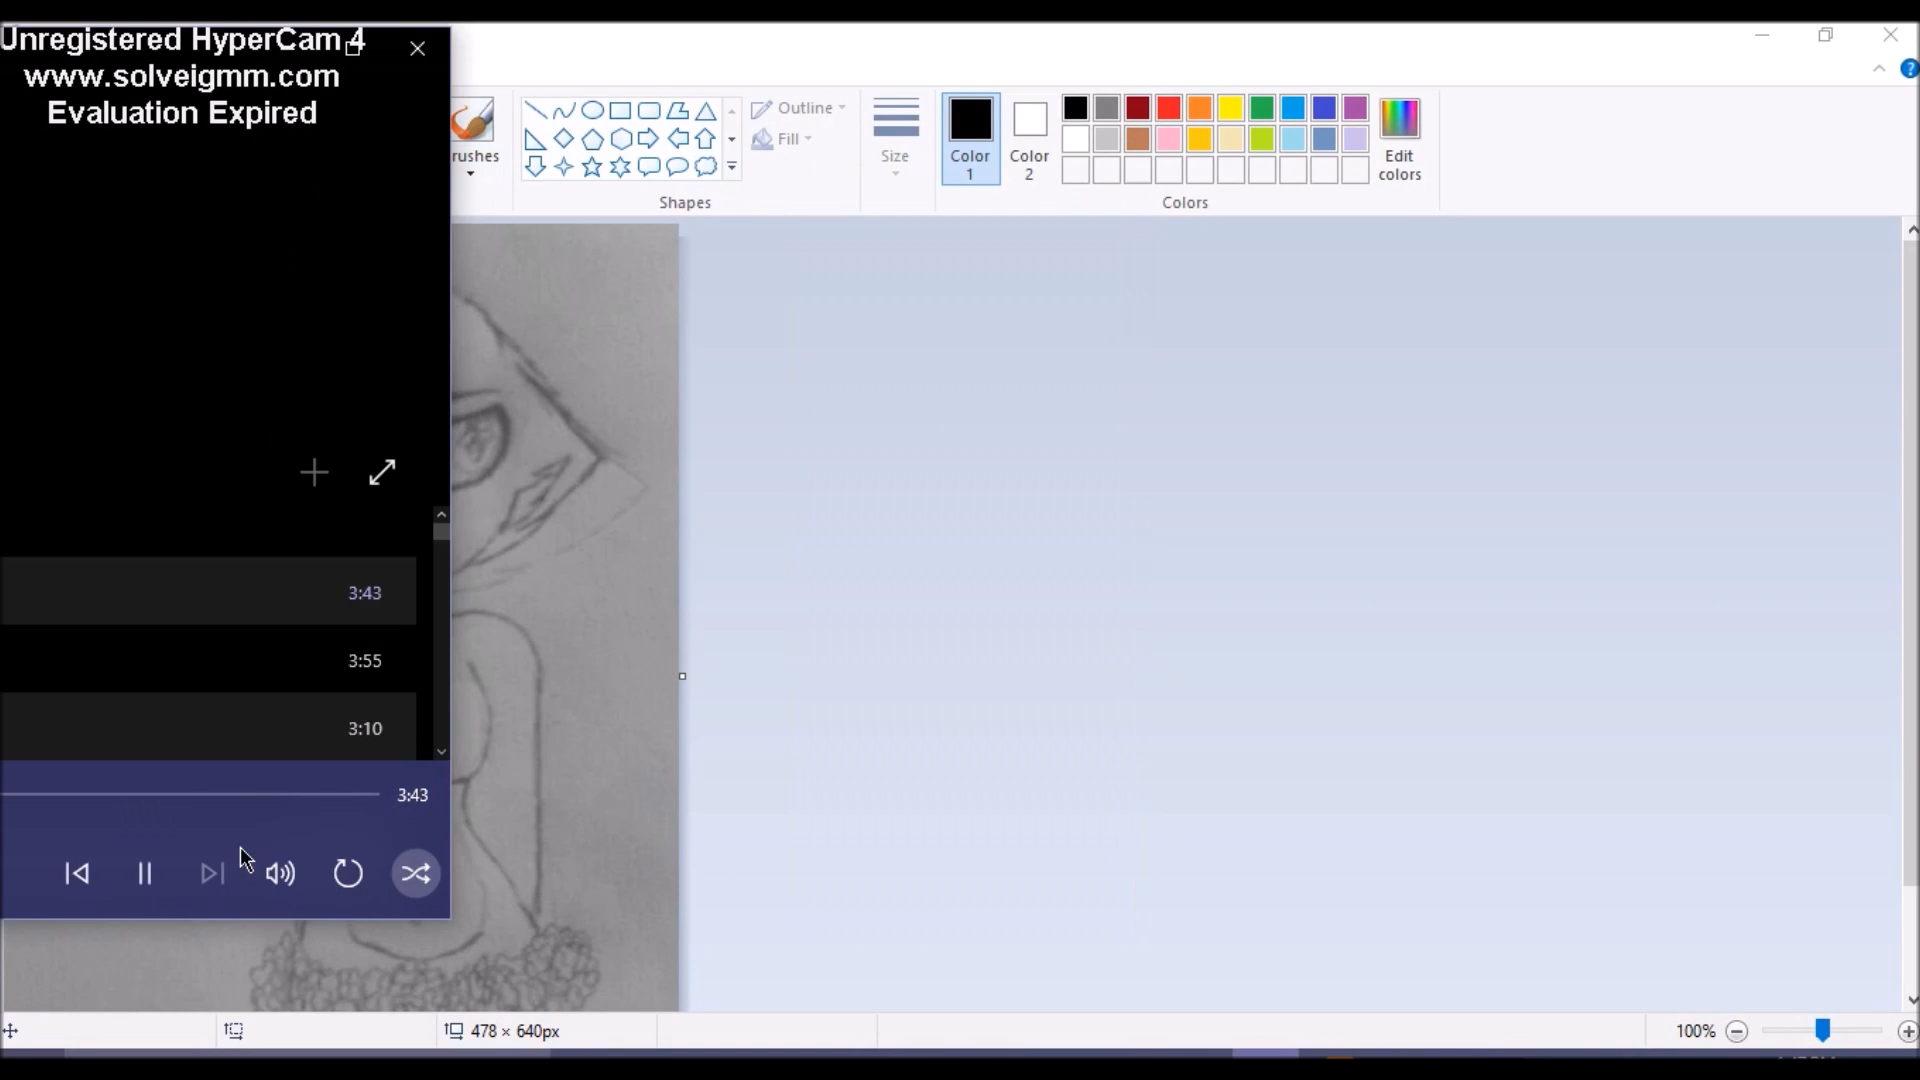 Unregistered HyperCam 4
www.solveigmm.com
Evaluation Expired
rushes
Outline
Fill
Size
Color 1
Color 2
Edit colors
Shapes
Colors
3:43
3:55
3:10
3:43
478 × 640px
100%